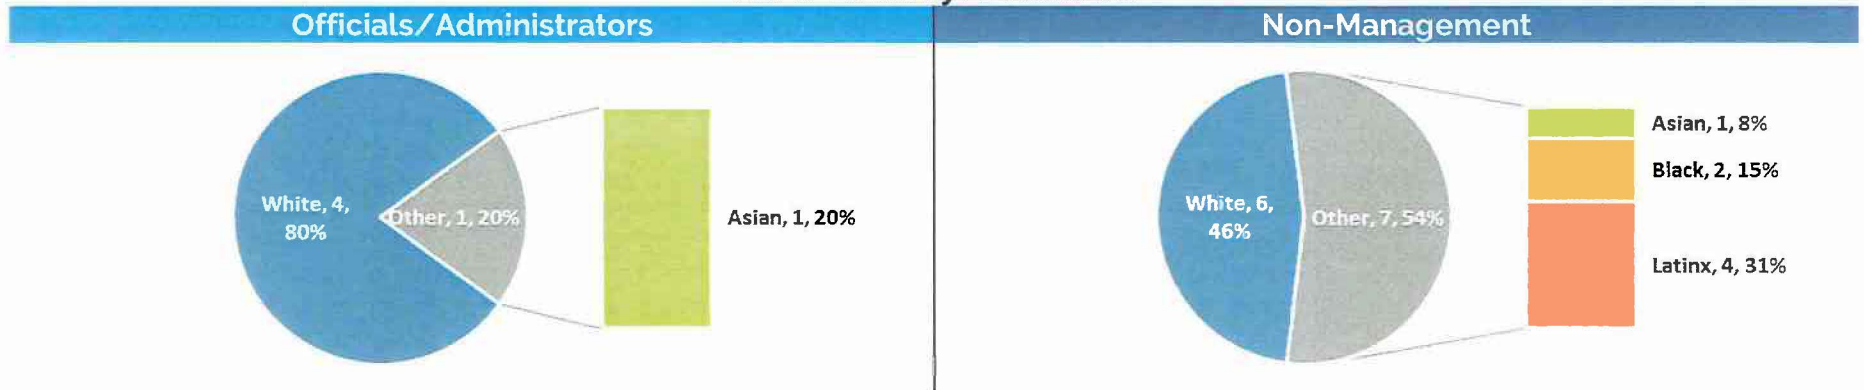 Officials/Administrators
White, 4,
80%
Other, 1, 20%
Asian, 1, 20%
Non-Management
White, 6,
46%
Other, 7, 54%
Asian, 1, 8%
Black, 2, 15%
Latinx, 4, 31%